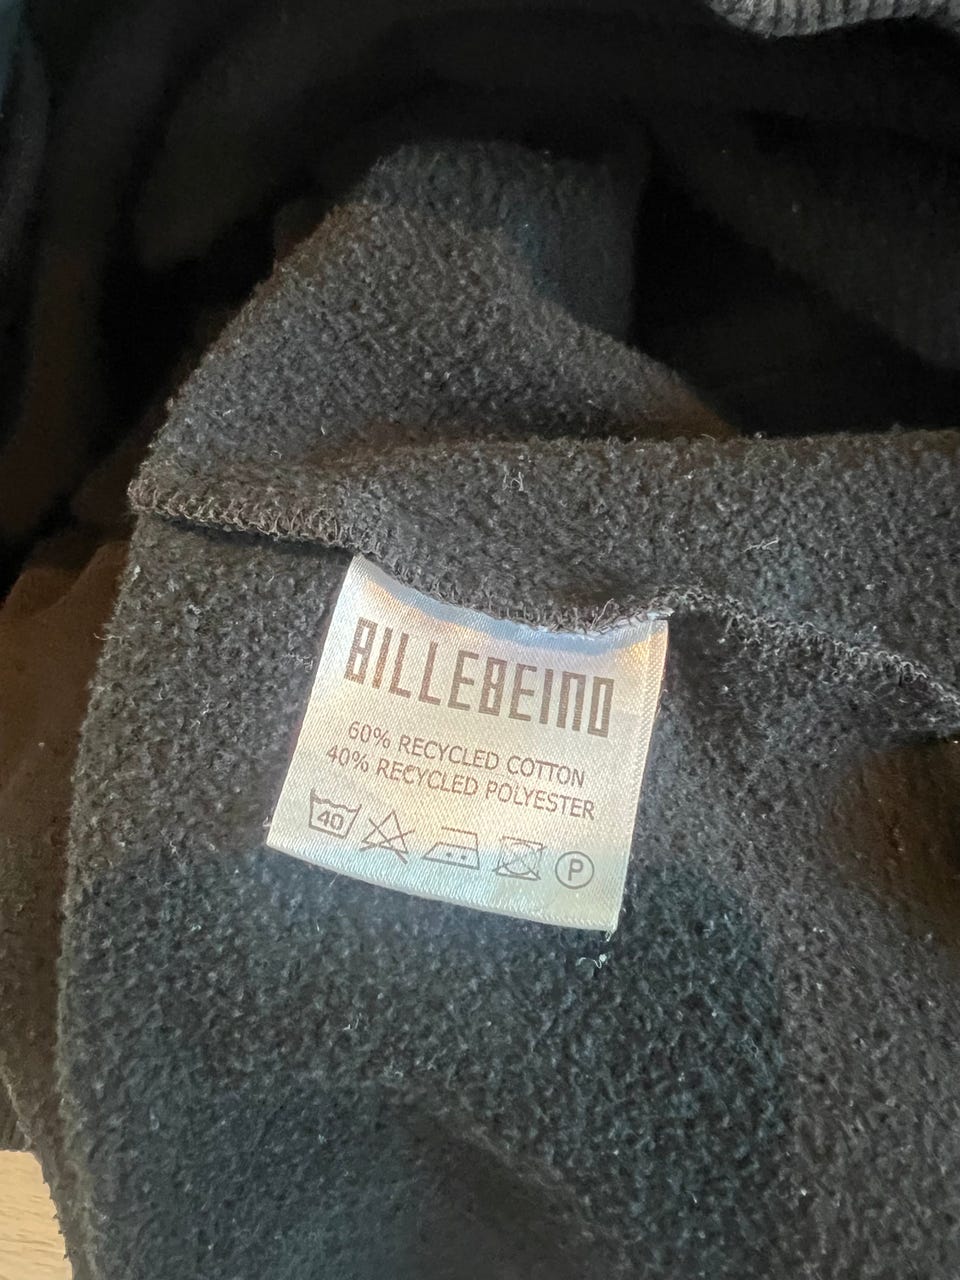 BILLEBEINO
60% RECYCLED COTTON
40% RECYCLED POLYESTER
40 P